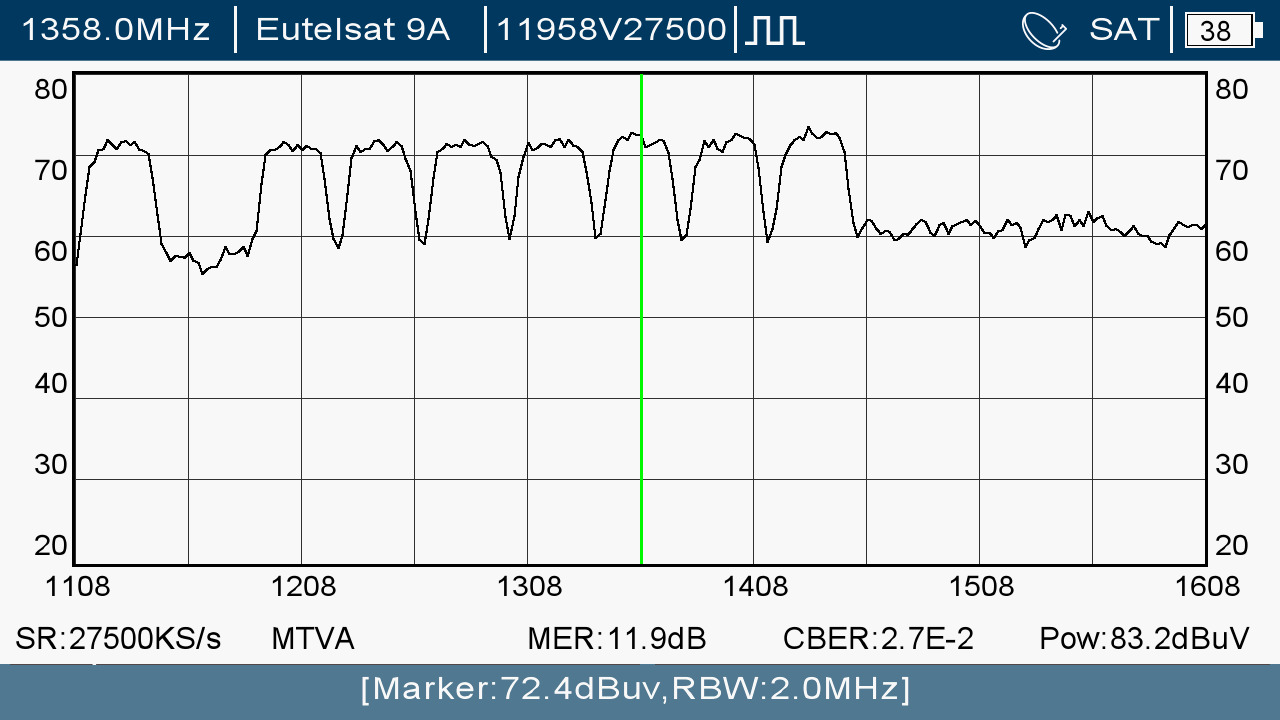 1358.0MHz Eutelsat 9A 11958V27500 SAT 38
80 80
70 70
60 60
50 50
40 40
30 30
20 20
1108 1208 1308 1408 1508 1608
SR:27500KS/s MTVA MER:11.9dB CBER:2.7E-2 Pow:83.2dBuV
[Marker:72.4dBuv,RBW:2.0MHz]